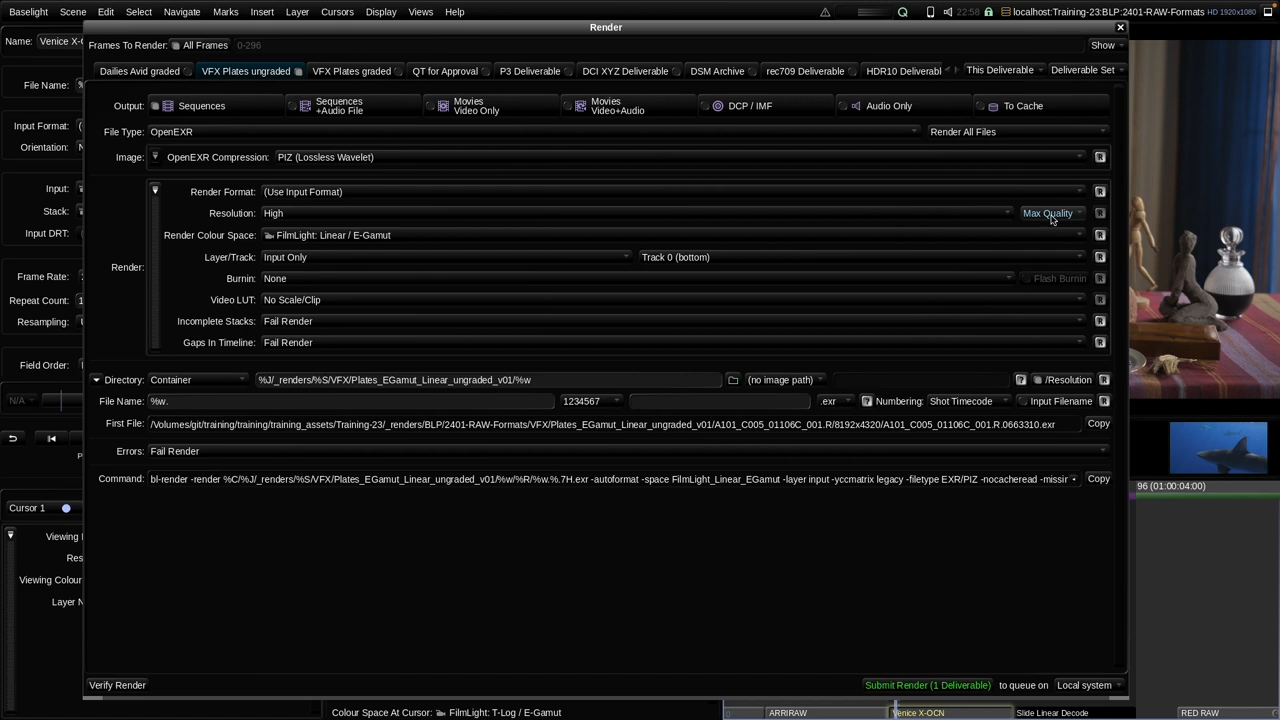 Baselight Scene Edit Select Navigate Marks Insert Layer Cursors Display Views Help 22:58 localhost:Training-23:BLP:2401-RAW-Formats HD 1920x1080
Render
Name: Venice X-O
Frames To Render: All Frames 0-296 Show
Dailies Avid graded VFX Plates ungraded VFX Plates graded QT for Approval P3 Deliverable DCI XYZ Deliverable DSM Archive rec709 Deliverable HDR10 Deliverabl This Deliverable Deliverable Set
File Name:
Output: Sequences Sequences +Audio File Movies Video Only Movies Video+Audio DCP / IMF Audio Only To Cache
Input Format:
File Type: OpenEXR Render All Files
Orientation:
Image: OpenEXR Compression: PIZ (Lossless Wavelet) R
Input:
Render Format: (Use Input Format) R
Stack:
Resolution: High Max Quality R
Input DRT:
Render Colour Space: FilmLight: Linear / E-Gamut R
Layer/Track: Input Only Track 0 (bottom) R
Render:
Frame Rate:
Burnin: None Flash Burnin R
Repeat Count:
Video LUT: No Scale/Clip R
Resampling:
Incomplete Stacks: Fail Render R
Gaps In Timeline: Fail Render R
Field Order:
Directory: Container %J/_renders/%S/VFX/Plates_EGamut_Linear_ungraded_v01/%w (no image path) ? /Resolution R
N/A
File Name: %w. 1234567 .exr ? Numbering: Shot Timecode Input Filename R
First File: /Volumes/git/training/training_assets/Training-23/_renders/BLP/2401-RAW-Formats/VFX/Plates_EGamut_Linear_ungraded_v01/A101_C005_01106C_001.R/8192x4320/A101_C005_01106C_001.R.0663310.exr Copy
Errors: Fail Render
Command: bl-render -render %C/%J/_renders/%S/VFX/Plates_EGamut_Linear_ungraded_v01/%w/%R/%w.%.7H.exr -autoformat -space FilmLight_Linear_EGamut -layer input -yccmatrix legacy -filetype EXR/PIZ -nocacheread -missir Copy
96 (01:00:04:00)
Cursor 1
Viewing
Res
Viewing Colou
Layer N
Verify Render Submit Render (1 Deliverable) to queue on Local system
Colour Space At Cursor: FilmLight: T-Log / E-Gamut ARRIRAW Venice X-OCN Slide Linear Decode RED RAW